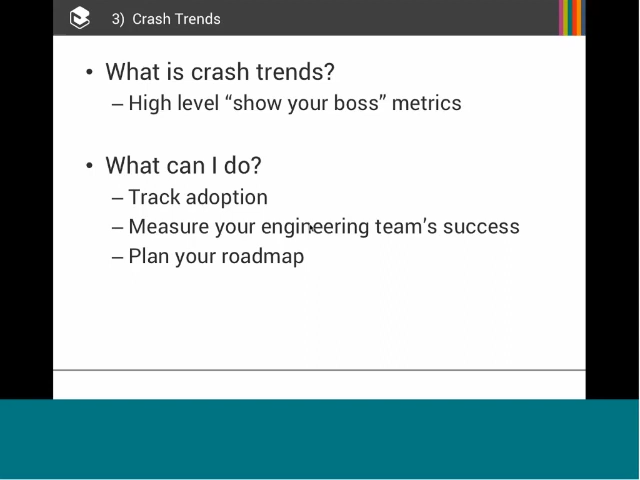 3) Crash Trends
• What is crash trends?
– High level “show your boss” metrics
• What can I do?
– Track adoption
– Measure your engineering team’s success
– Plan your roadmap